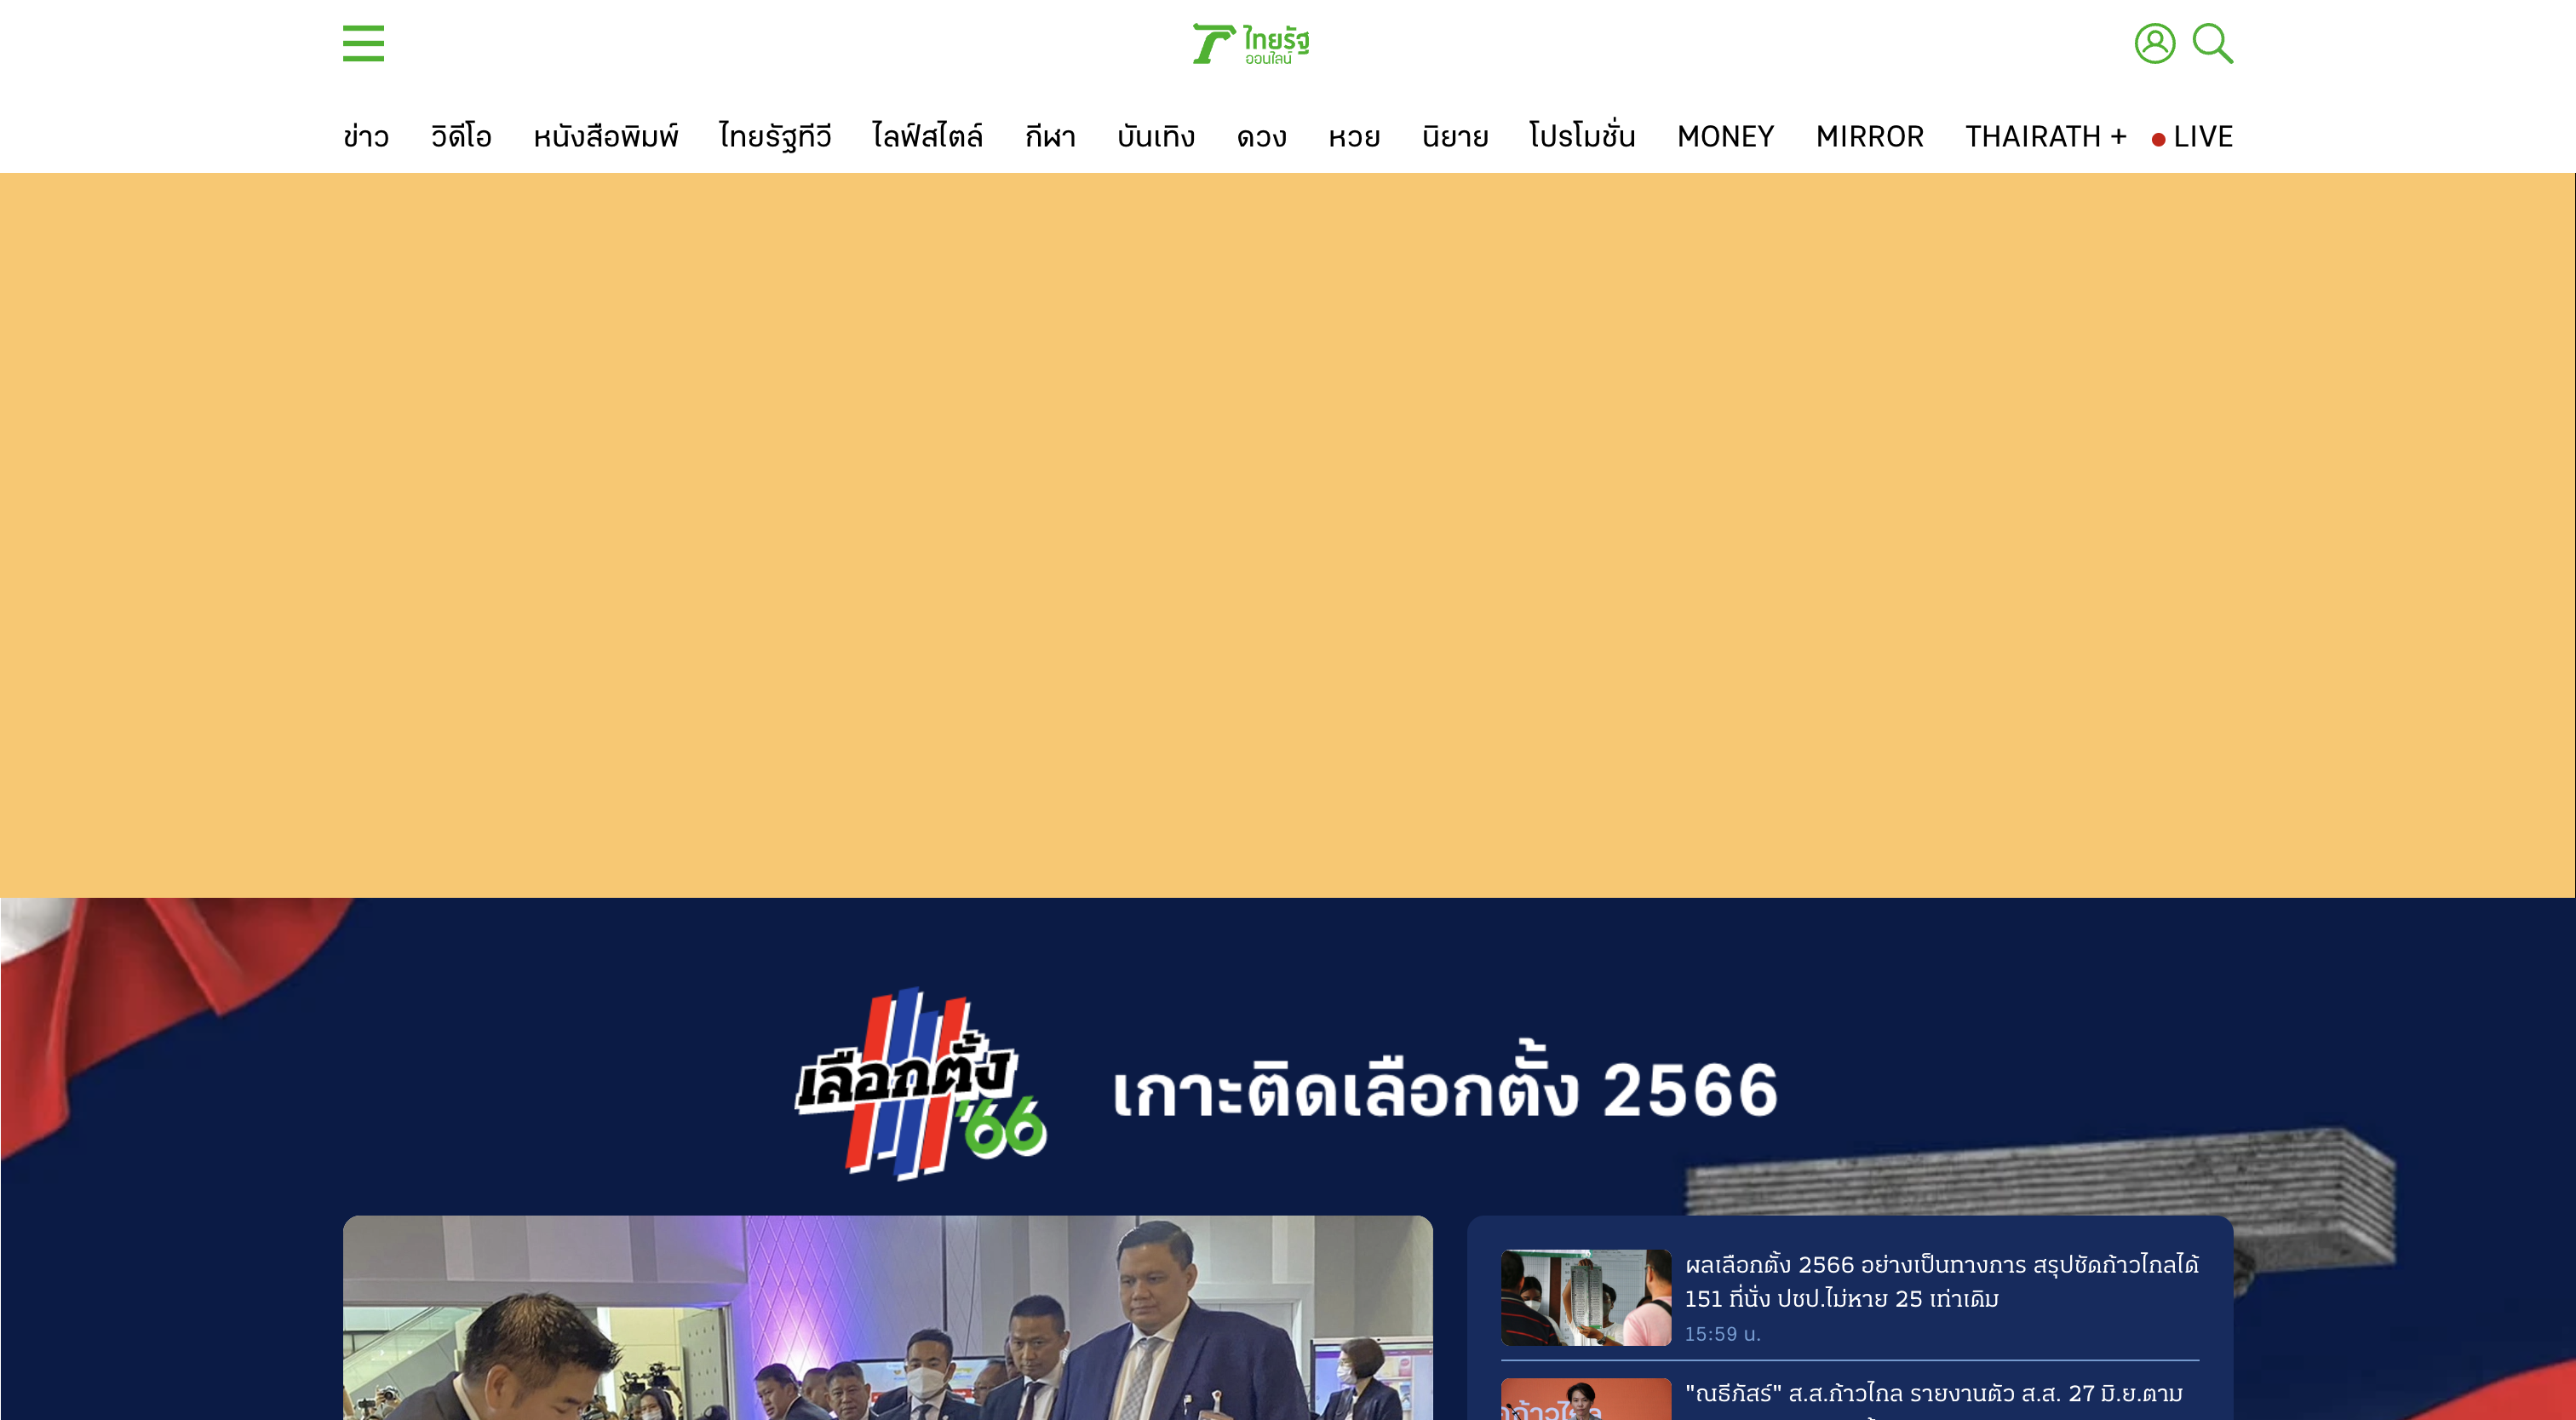 ไทยรัฐ
ออนไลน์
ข่าว วิดีโอ หนังสือพิมพ์ ไทยรัฐทีวี ไลฟ์สไตล์ กีฬา บันเทิง ดวง หวย นิยาย โปรโมชั่น MONEY MIRROR THAIRATH + LIVE
เลือกตั้ง
'66
เกาะติดเลือกตั้ง 2566
ผลเลือกตั้ง 2566 อย่างเป็นทางการ สรุปชัดก้าวไกลได้
151 ที่นั่ง ปชป.ไม่หาย 25 เท่าเดิม
15:59 น.
"ณธีภัสร์" ส.ส.ก้าวไกล รายงานตัว ส.ส. 27 มิ.ย.ตาม